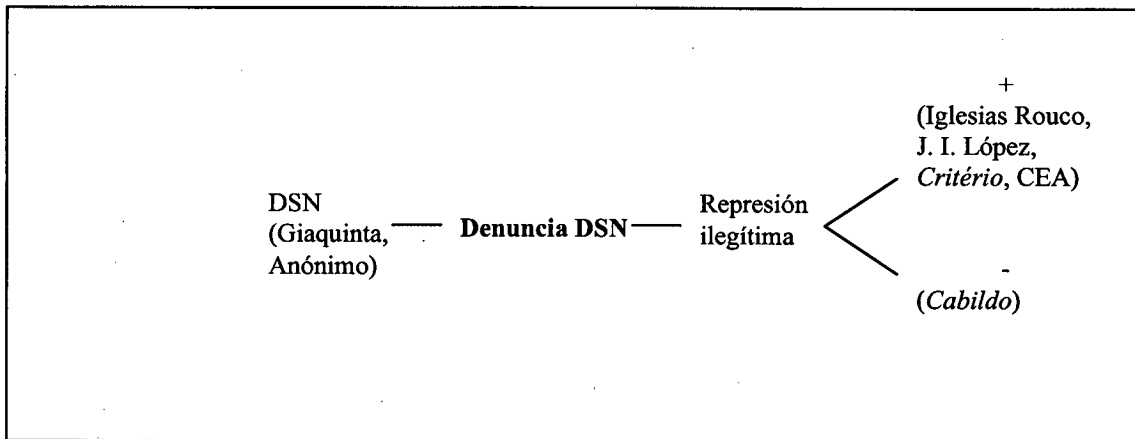 DSN
(Giaquinta,
Anónimo)
Denuncia DSN
Represión
ilegítima
+
(Iglesias Rouco,
J. I. López,
Critério, CEA)
-
(Cabildo)